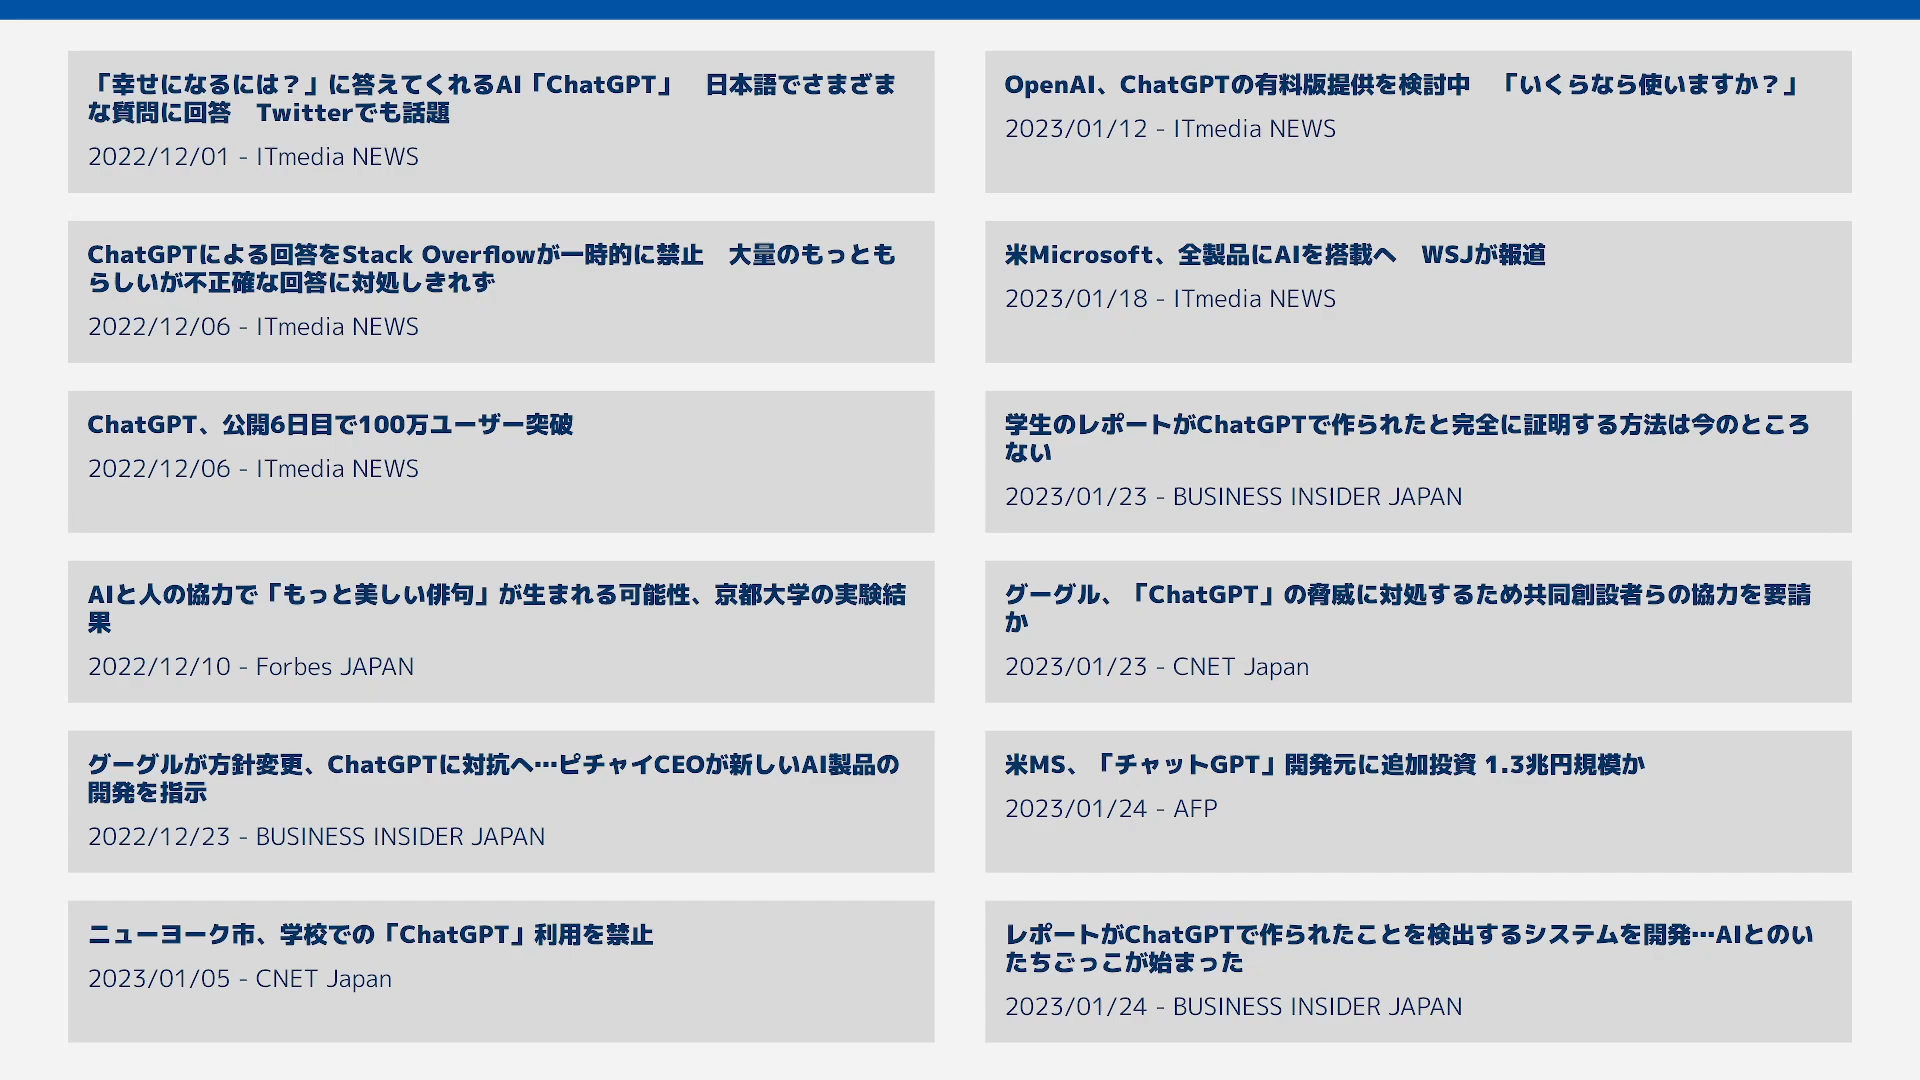 「幸せになるには？」に答えてくれるAI「ChatGPT」　日本語でさまざま
な質問に回答　Twitterでも話題
2022/12/01 - ITmedia NEWS
ChatGPTによる回答をStack Overflowが一時的に禁止　大量のもっとも
らしいが不正確な回答に対処しきれず
2022/12/06 - ITmedia NEWS
ChatGPT、公開6日目で100万ユーザー突破
2022/12/06 - ITmedia NEWS
AIと人の協力で「もっと美しい俳句」が生まれる可能性、京都大学の実験結
果
2022/12/10 - Forbes JAPAN
グーグルが方針変更、ChatGPTに対抗へ…ピチャイCEOが新しいAI製品の
開発を指示
2022/12/23 - BUSINESS INSIDER JAPAN
ニューヨーク市、学校での「ChatGPT」利用を禁止
2023/01/05 - CNET Japan
OpenAI、ChatGPTの有料版提供を検討中　「いくらなら使いますか？」
2023/01/12 - ITmedia NEWS
米Microsoft、全製品にAIを搭載へ　WSJが報道
2023/01/18 - ITmedia NEWS
学生のレポートがChatGPTで作られたと完全に証明する方法は今のところ
ない
2023/01/23 - BUSINESS INSIDER JAPAN
グーグル、「ChatGPT」の脅威に対処するため共同創設者らの協力を要請
か
2023/01/23 - CNET Japan
米MS、「チャットGPT」開発元に追加投資 1.3兆円規模か
2023/01/24 - AFP
レポートがChatGPTで作られたことを検出するシステムを開発…AIとのい
たちごっこが始まった
2023/01/24 - BUSINESS INSIDER JAPAN